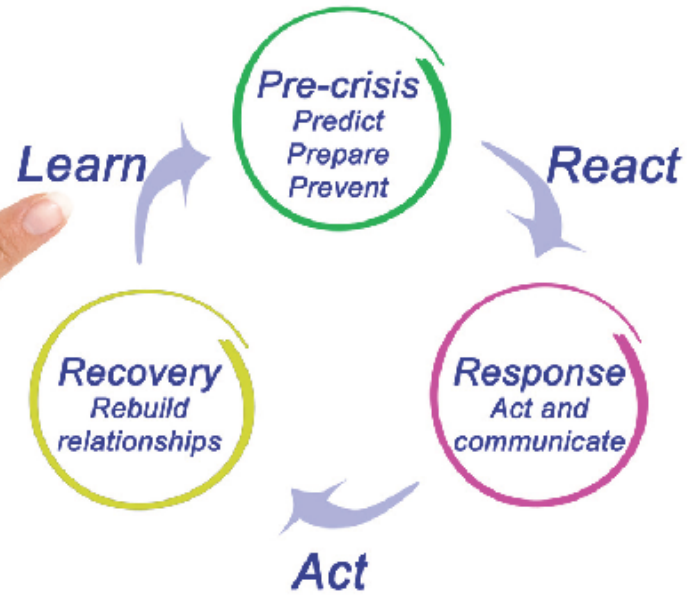 Pre-crisis
Predict
Prepare
Prevent
Learn
React
Recovery
Rebuild
relationships
Response
Act and
communicate
Act